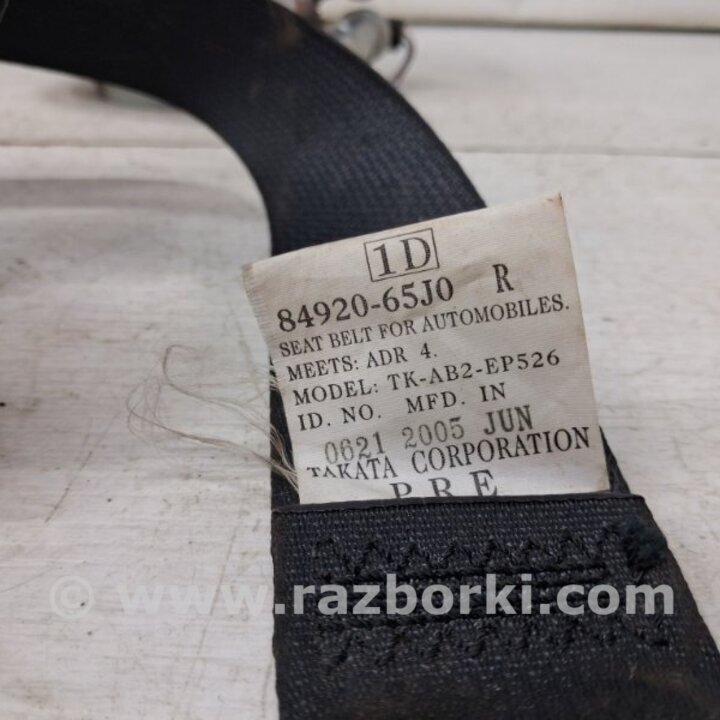 1D
84920-65J0 R
SEAT BELT FOR AUTOMOBILES.
MEETS: ADR 4.
MODEL: TK-AB2-EP526
ID. NO. MFD. IN
0621 2005 JUN
TAKATA CORPORATION
PRE
© www.razborki.com